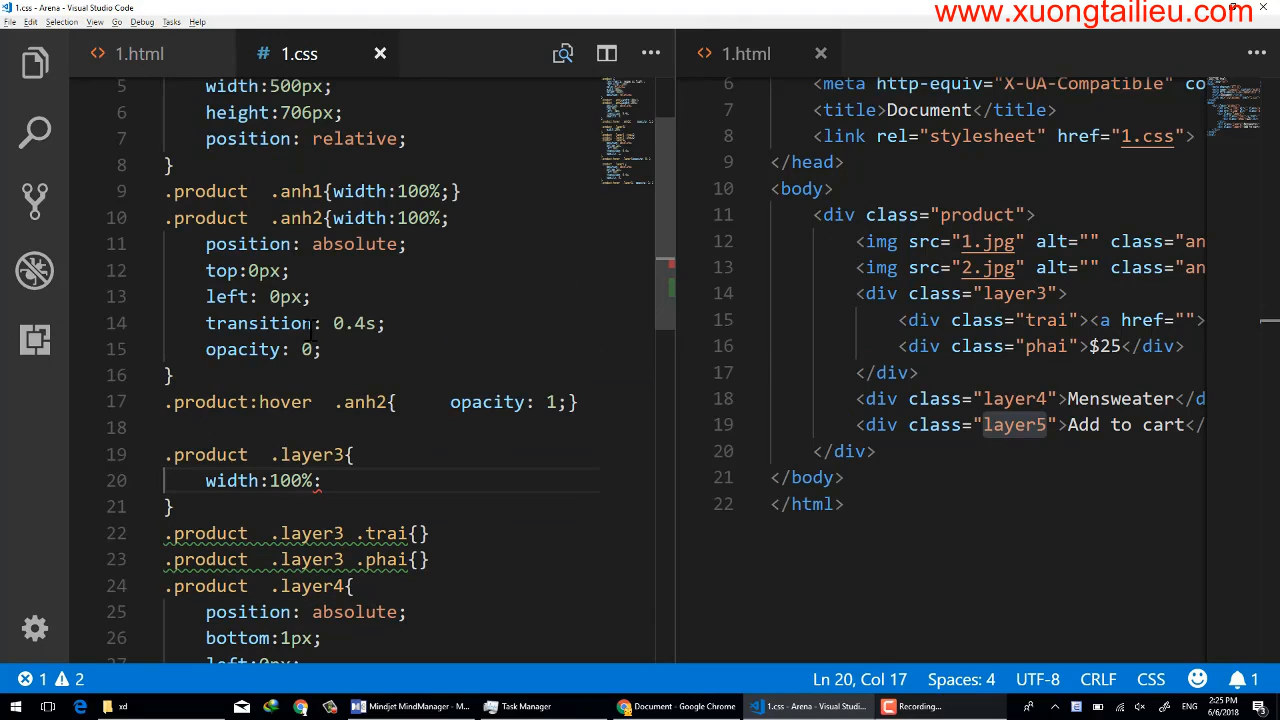 1.css - Arena - Visual Studio Code
www.xuongtailieu.com
File Edit Selection View Go Debug Tasks Help
<> 1.html
# 1.css ×
<> 1.html ×
5 width:500px;
6 height:706px;
7 position: relative;
8 }
9 .product .anh1{width:100%;}
10 .product .anh2{width:100%;
11 position: absolute;
12 top:0px;
13 left: 0px;
14 transition: 0.4s;
15 opacity: 0;
16 }
17 .product:hover .anh2{ opacity: 1;}
18
19 .product .layer3{
20 width:100%:
21 }
22 .product .layer3 .trai{}
23 .product .layer3 .phai{}
24 .product .layer4{
25 position: absolute;
26 bottom:1px;
27 left:0px;
6 <meta http-equiv="X-UA-Compatible" co
7 <title>Document</title>
8 <link rel="stylesheet" href="1.css">
9 </head>
10 <body>
11 <div class="product">
12 <img src="1.jpg" alt="" class="an
13 <img src="2.jpg" alt="" class="an
14 <div class="layer3">
15 <div class="trai"><a href="">
16 <div class="phai">$25</div>
17 </div>
18 <div class="layer4">Mensweater</d
19 <div class="layer5">Add to cart</
20 </div>
21 </body>
22 </html>
1 2
Ln 20, Col 17 Spaces: 4 UTF-8 CRLF CSS 1
xd
Mindjet MindManager - M...
Task Manager
Document - Google Chrome
1.css - Arena - Visual Studi...
Recording...
2:25 PM
6/6/2018
3